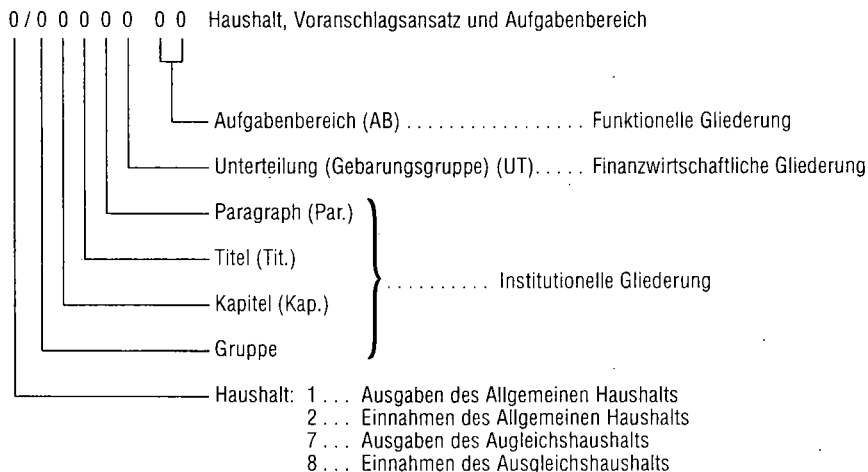 0/0 0 0 0 0 0 0 Haushalt, Voranschlagsansatz und Aufgabenbereich
Aufgabenbereich (AB) . . . . . . . . . . . . . . . . . Funktionelle Gliederung
Unterteilung (Gebarungsgruppe) (UT). . . . . Finanzwirtschaftliche Gliederung
Paragraph (Par.)
Titel (Tit.)
. . . . . . . . . . Institutionelle Gliederung
Kapitel (Kap.)
Gruppe
Haushalt: 1 . . . Ausgaben des Allgemeinen Haushalts
2 . . . Einnahmen des Allgemeinen Haushalts
7 . . . Ausgaben des Augleichshaushalts
8 . . . Einnahmen des Ausgleichshaushalts